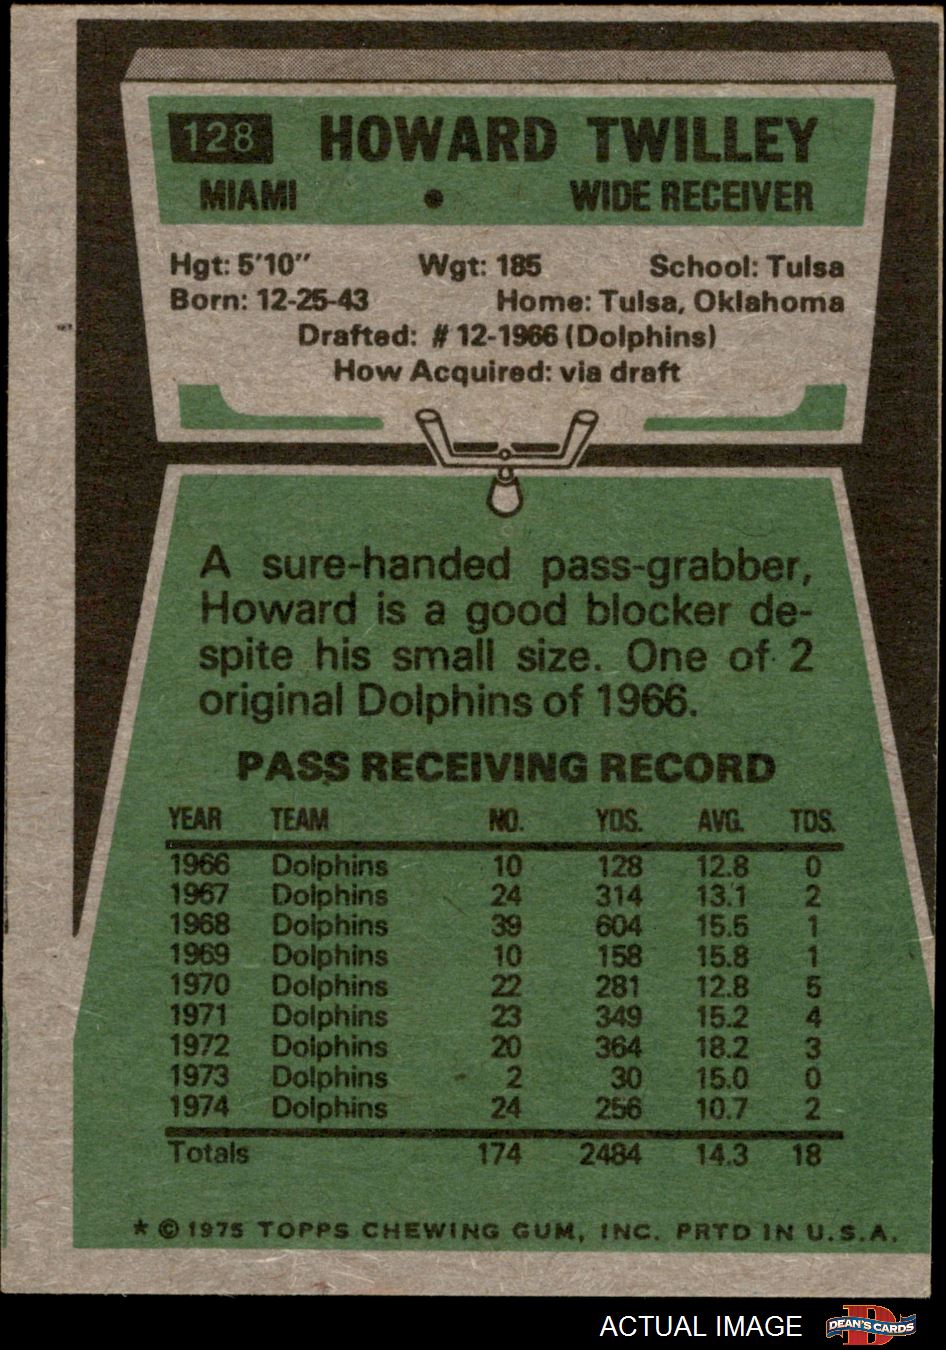 128 HOWARD TWILLEY
MIAMI • WIDE RECEIVER
Hgt: 5'10" Wgt: 185 School: Tulsa
Born: 12-25-43 Home: Tulsa, Oklahoma
Drafted: #12-1966 (Dolphins)
How Acquired: via draft
A sure-handed pass-grabber,
Howard is a good blocker de-
spite his small size. One of 2
original Dolphins of 1966.
PASS RECEIVING RECORD
YEAR TEAM NO. YDS. AVG. TDS.
1966 Dolphins 10 128 12.8 0
1967 Dolphins 24 314 13.1 2
1968 Dolphins 39 604 15.5 1
1969 Dolphins 10 158 15.8 1
1970 Dolphins 22 281 12.8 5
1971 Dolphins 23 349 15.2 4
1972 Dolphins 20 364 18.2 3
1973 Dolphins 2 30 15.0 0
1974 Dolphins 24 256 10.7 2
Totals 174 2484 14.3 18
* © 1975 TOPPS CHEWING GUM, INC. PRTD IN U.S.A.
ACTUAL IMAGE DEAN'S CARDS